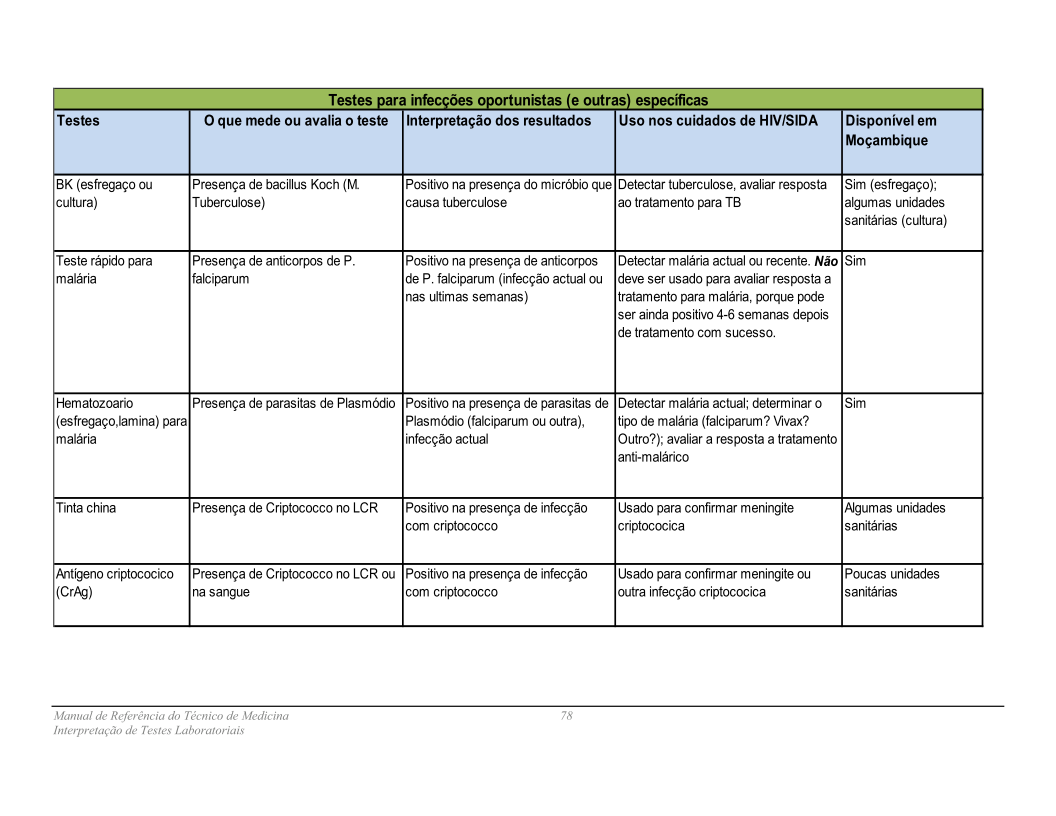 Testes para infecções oportunistas (e outras) específicas
Testes
O que mede ou avalia o teste
Interpretação dos resultados
Uso nos cuidados de HIV/SIDA
Disponível em
Moçambique
BK (esfregaço ou
cultura)
Presença de bacillus Koch (M.
Tuberculose)
Positivo na presença do micróbio que
causa tuberculose
Detectar tuberculose, avaliar resposta
ao tratamento para TB
Sim (esfregaço);
algumas unidades
sanitárias (cultura)
Teste rápido para
malária
Presença de anticorpos de P.
falciparum
Positivo na presença de anticorpos
de P. falciparum (infecção actual ou
nas ultimas semanas)
Detectar malária actual ou recente. Não
deve ser usado para avaliar resposta a
tratamento para malária, porque pode
ser ainda positivo 4-6 semanas depois
de tratamento com sucesso.
Sim
Hematozoario
(esfregaço,lamina) para
malária
Presença de parasitas de Plasmódio
Positivo na presença de parasitas de
Plasmódio (falciparum ou outra),
infecção actual
Detectar malária actual; determinar o
tipo de malária (falciparum? Vivax?
Outro?); avaliar a resposta a tratamento
anti-malárico
Sim
Tinta china
Presença de Criptococco no LCR
Positivo na presença de infecção
com criptococco
Usado para confirmar meningite
criptococica
Algumas unidades
sanitárias
Antígeno criptococico
(CrAg)
Presença de Criptococco no LCR ou
na sangue
Positivo na presença de infecção
com criptococco
Usado para confirmar meningite ou
outra infecção criptococica
Poucas unidades
sanitárias
Manual de Referência do Técnico de Medicina 78
Interpretação de Testes Laboratoriais